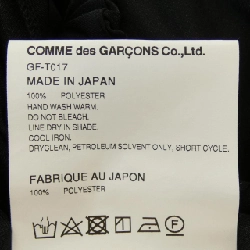 COMME des GARÇONS Co.,Ltd.
GF-T017
MADE IN JAPAN
100% POLYESTER
HAND WASH WARM.
DO NOT BLEACH.
LINE DRY IN SHADE.
COOL IRON.
DRYCLEAN, PETROLEUM SOLVENT ONLY, SHORT CYCLE.
FABRIQUE AU JAPON
100% POLYESTER